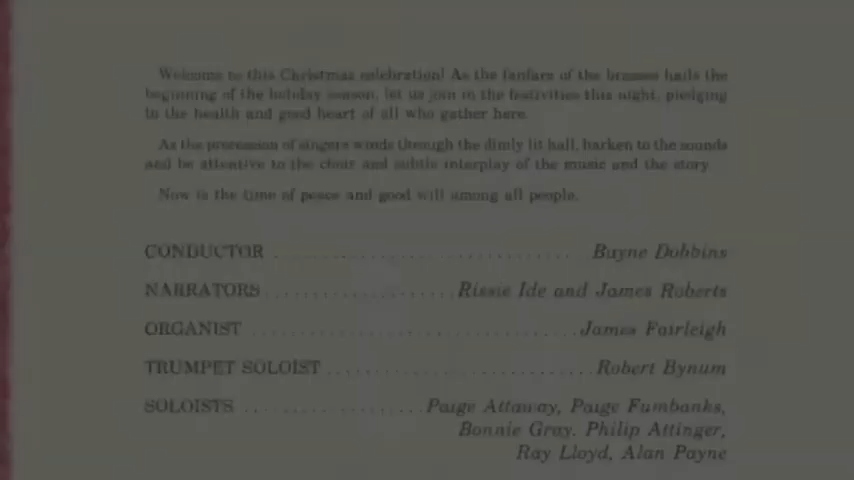 Welcome to this Christmas celebration! As the fanfare of the brasses hails the
beginning of the holiday season, let us join in the festivities this night, pledging
to the health and good heart of all who gather here.
As the procession of singers winds through the dimly lit hall, harken to the sounds
and be attentive to the clear and subtle interplay of the music and the story.
Now is the time of peace and good will among all people.
CONDUCTOR .............................. Bayne Dobbins
NARRATORS .................... Rissie Ide and James Roberts
ORGANIST ................................ James Fairleigh
TRUMPET SOLOIST ........................ Robert Bynum
SOLOISTS .................. Paige Attaway, Paige Fumbanks,
Bonnie Gray, Philip Attinger,
Ray Lloyd, Alan Payne